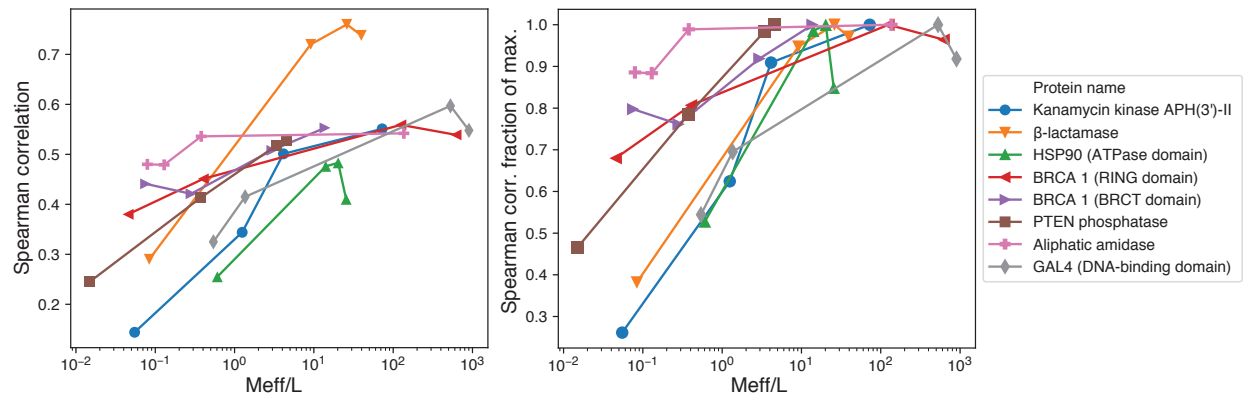 Spearman correlation
0.7
0.6
0.5
0.4
0.3
0.2
10⁻² 10⁻¹ 10⁰ 10¹ 10² 10³
Meff/L
Spearman corr. fraction of max.
1.0
0.9
0.8
0.7
0.6
0.5
0.4
0.3
10⁻² 10⁻¹ 10⁰ 10¹ 10² 10³
Meff/L
Protein name
Kanamycin kinase APH(3')-II
β-lactamase
HSP90 (ATPase domain)
BRCA 1 (RING domain)
BRCA 1 (BRCT domain)
PTEN phosphatase
Aliphatic amidase
GAL4 (DNA-binding domain)